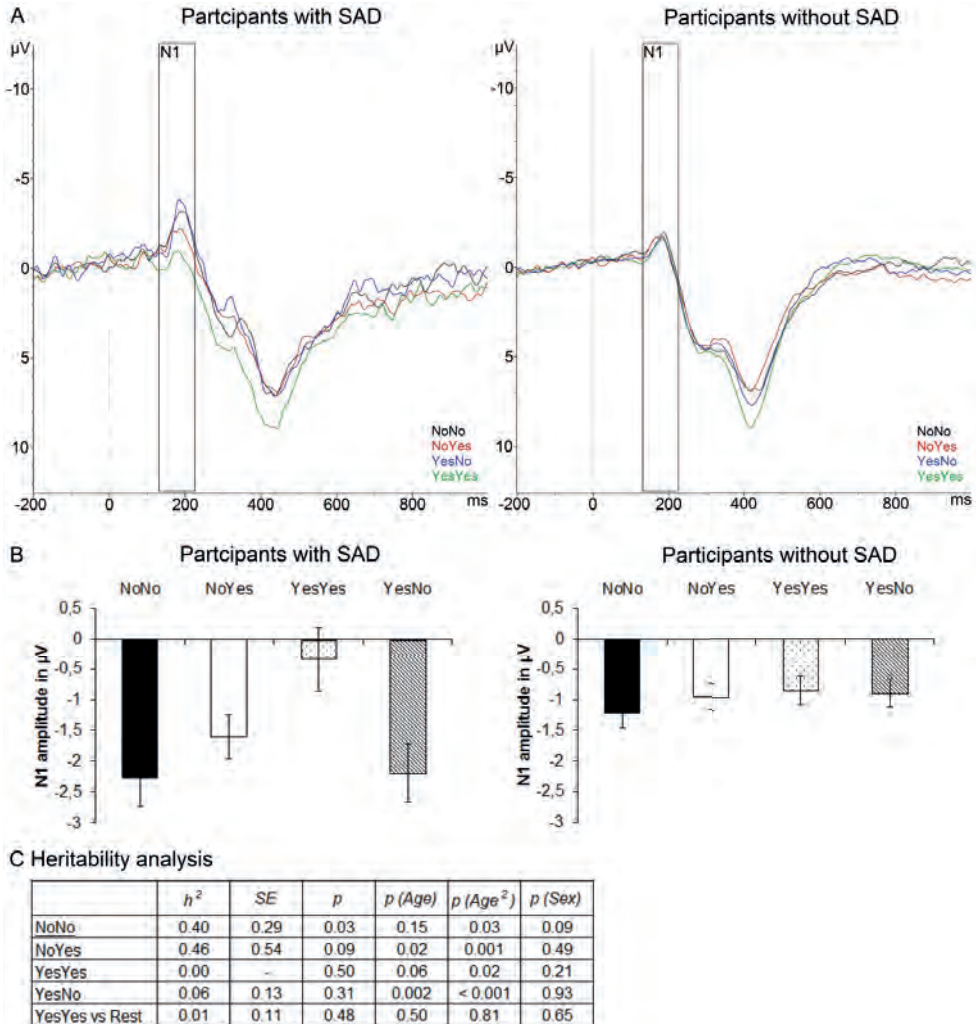 A
Partcipants with SAD
Partcipants without SAD
µV
N1
-10
-5
0
5
10
NoNo
NoYes
YesNo
YesYes
-200 0 200 400 600 800 ms
µV
N1
-10
-5
0
5
10
NoNo
NoYes
YesNo
YesYes
-200 0 200 400 600 800 ms
B
Partcipants with SAD
Partcipants without SAD
NoNo NoYes YesYes YesNo
0,5
0
-0,5
-1
-1,5
-2
-2,5
-3
N1 amplitude in µV
NoNo NoYes YesYes YesNo
0,5
0
-0,5
-1
-1,5
-2
-2,5
-3
N1 amplitude in µV
C Heritability analysis
h² SE p p (Age) p (Age²) p (Sex)
NoNo 0.40 0.29 0.03 0.15 0.03 0.09
NoYes 0.46 0.54 0.09 0.02 0.001 0.49
YesYes 0.00 - 0.50 0.06 0.02 0.21
YesNo 0.06 0.13 0.31 0.002 < 0.001 0.93
YesYes vs Rest 0.01 0.11 0.48 0.50 0.81 0.65